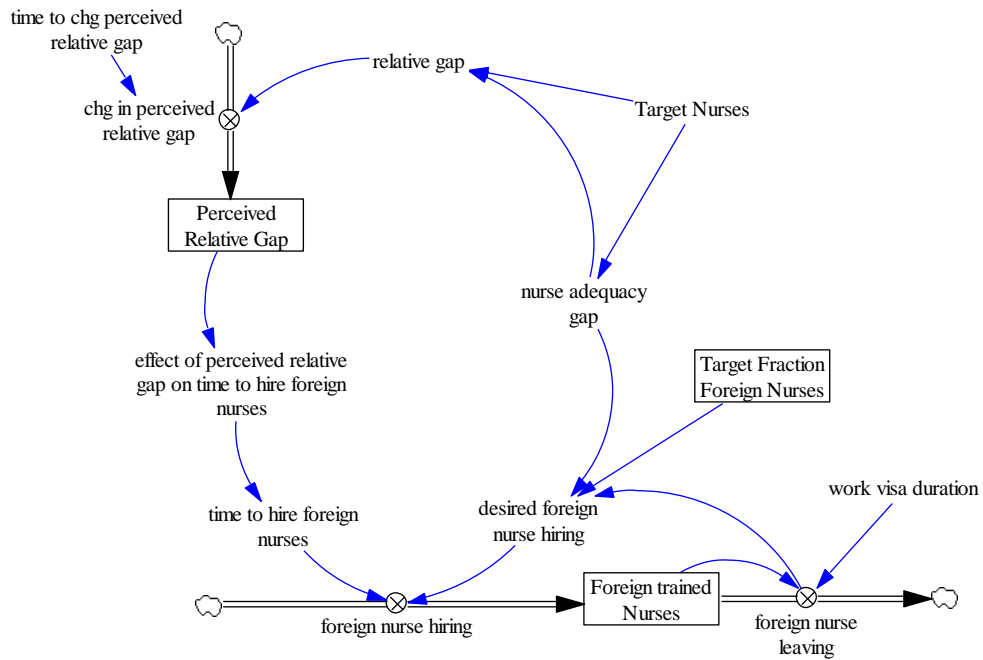 time to chg perceived
relative gap
relative gap
chg in perceived
relative gap
Target Nurses
Perceived
Relative Gap
nurse adequacy
gap
effect of perceived relative
gap on time to hire foreign
nurses
Target Fraction
Foreign Nurses
time to hire foreign
nurses
desired foreign
nurse hiring
work visa duration
foreign nurse hiring
Foreign trained
Nurses
foreign nurse
leaving